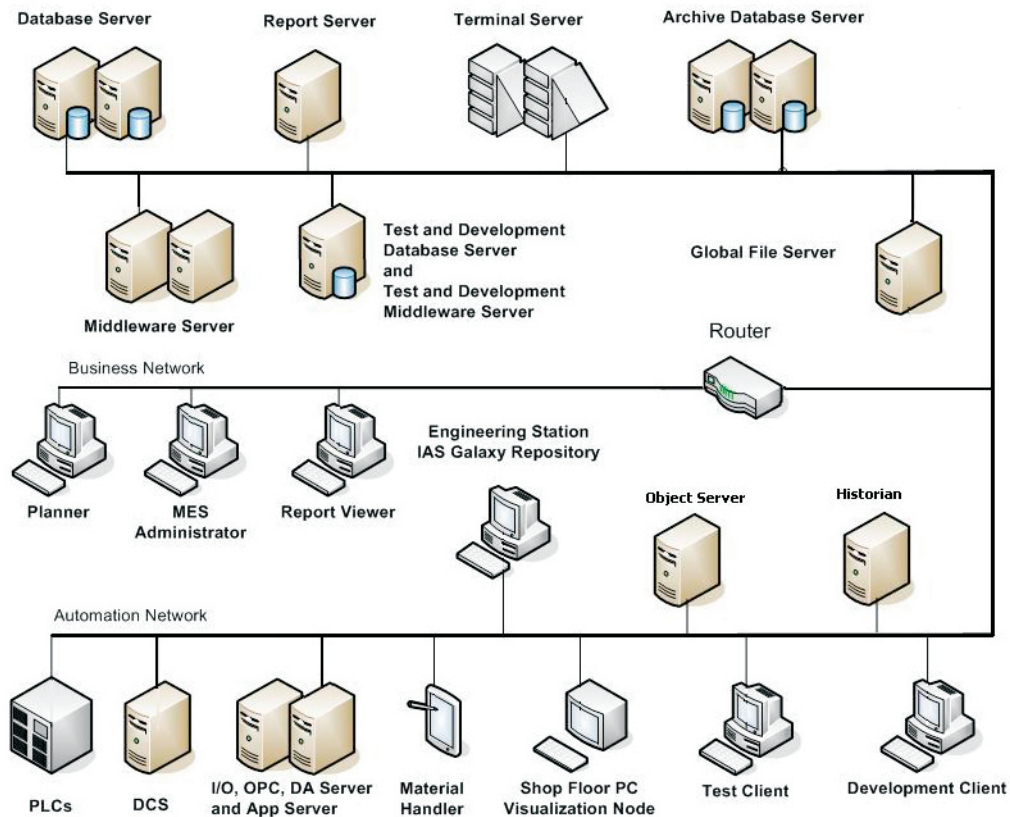 Database Server
Report Server
Terminal Server
Archive Database Server
Middleware Server
Test and Development
Database Server
and
Test and Development
Middleware Server
Global File Server
Router
Business Network
Planner
MES
Administrator
Report Viewer
Engineering Station
IAS Galaxy Repository
Object Server
Historian
Automation Network
PLCs
DCS
I/O, OPC, DA Server
and App Server
Material
Handler
Shop Floor PC
Visualization Node
Test Client
Development Client